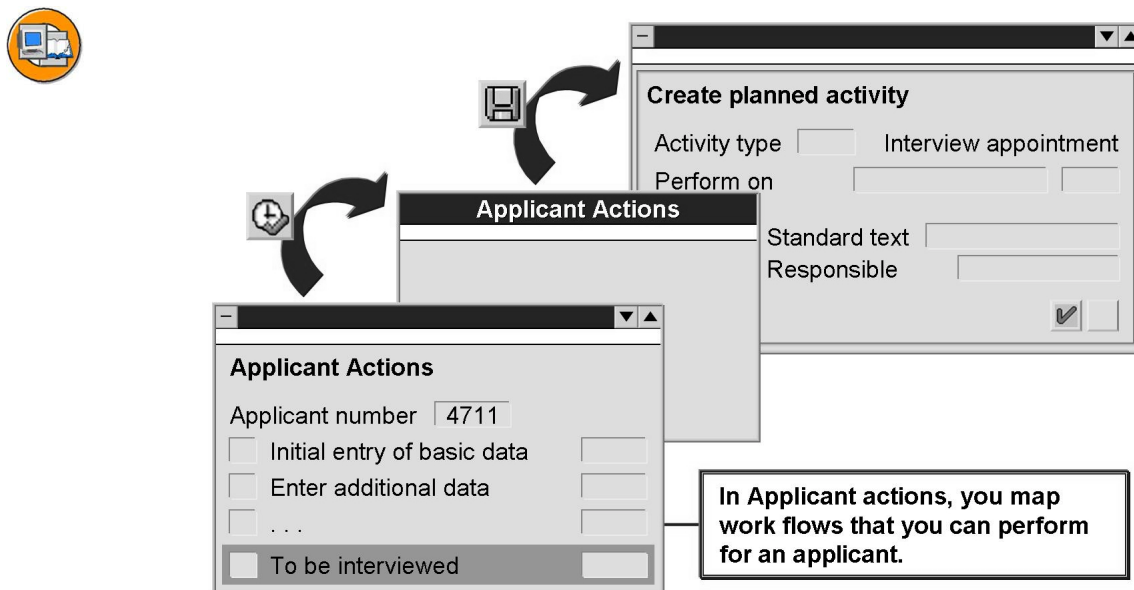 Create planned activity
Activity type Interview appointment
Perform on
Applicant Actions
Standard text
Responsible
Applicant Actions
Applicant number 4711
Initial entry of basic data
Enter additional data
. . .
To be interviewed
In Applicant actions, you map
work flows that you can perform
for an applicant.